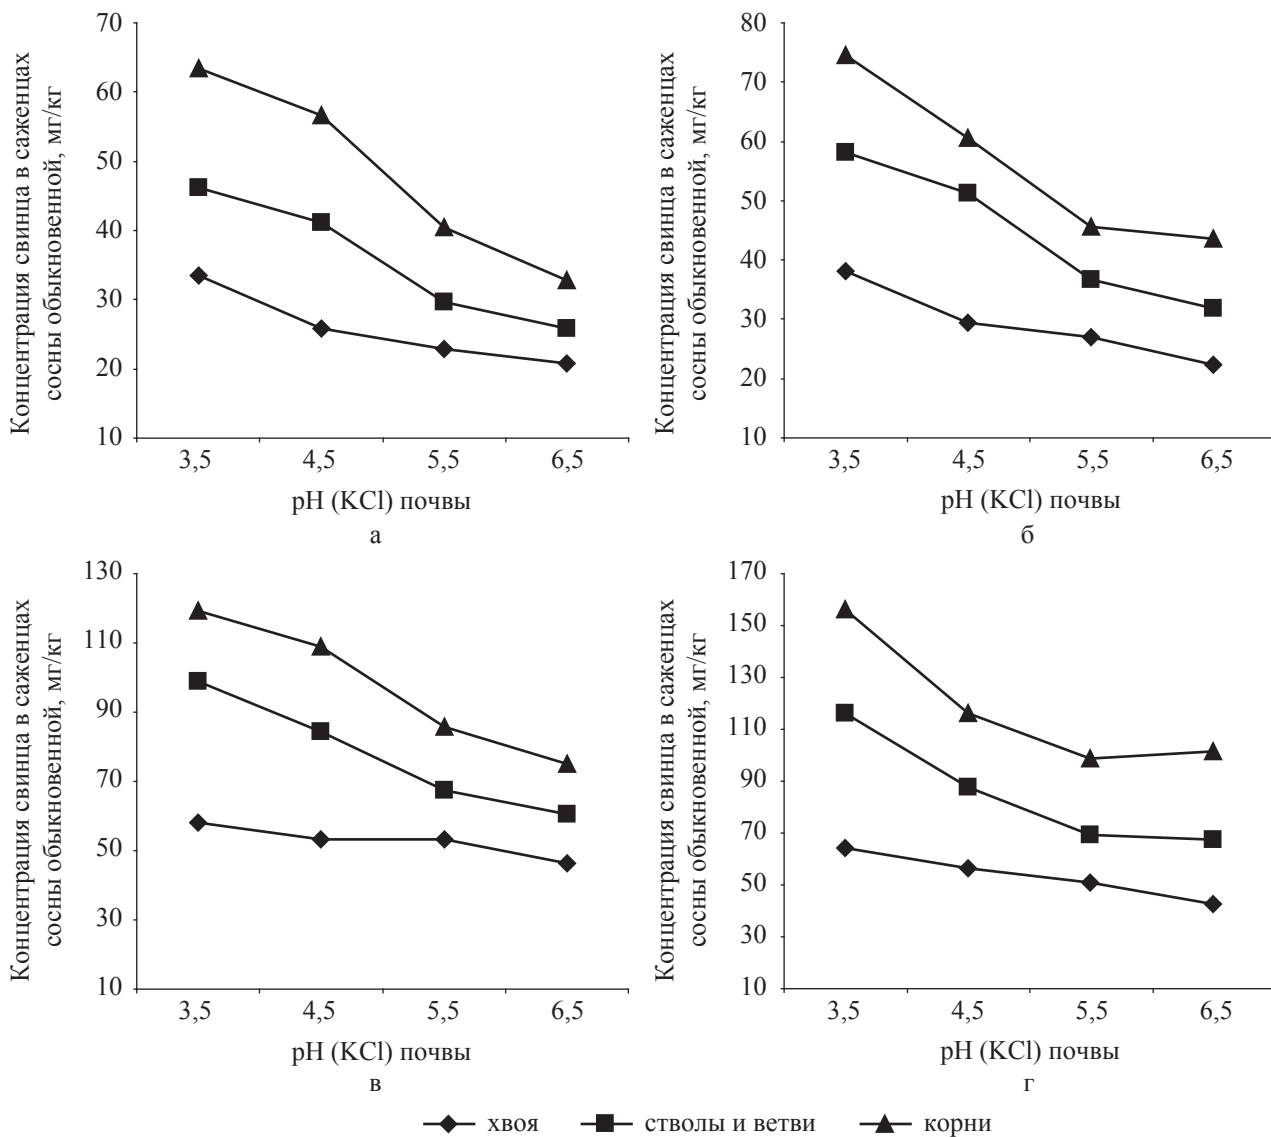 Концентрация свинца в саженцах
сосны обыкновенной, мг/кг
70
60
50
40
30
20
10
3,5 4,5 5,5 6,5
pH (KCl) почвы
а
Концентрация свинца в саженцах
сосны обыкновенной, мг/кг
80
70
60
50
40
30
20
10
3,5 4,5 5,5 6,5
pH (KCl) почвы
б
Концентрация свинца в саженцах
сосны обыкновенной, мг/кг
130
110
90
70
50
30
10
3,5 4,5 5,5 6,5
pH (KCl) почвы
в
Концентрация свинца в саженцах
сосны обыкновенной, мг/кг
170
150
130
110
90
70
50
30
10
3,5 4,5 5,5 6,5
pH (KCl) почвы
г
хвоя стволы и ветви корни